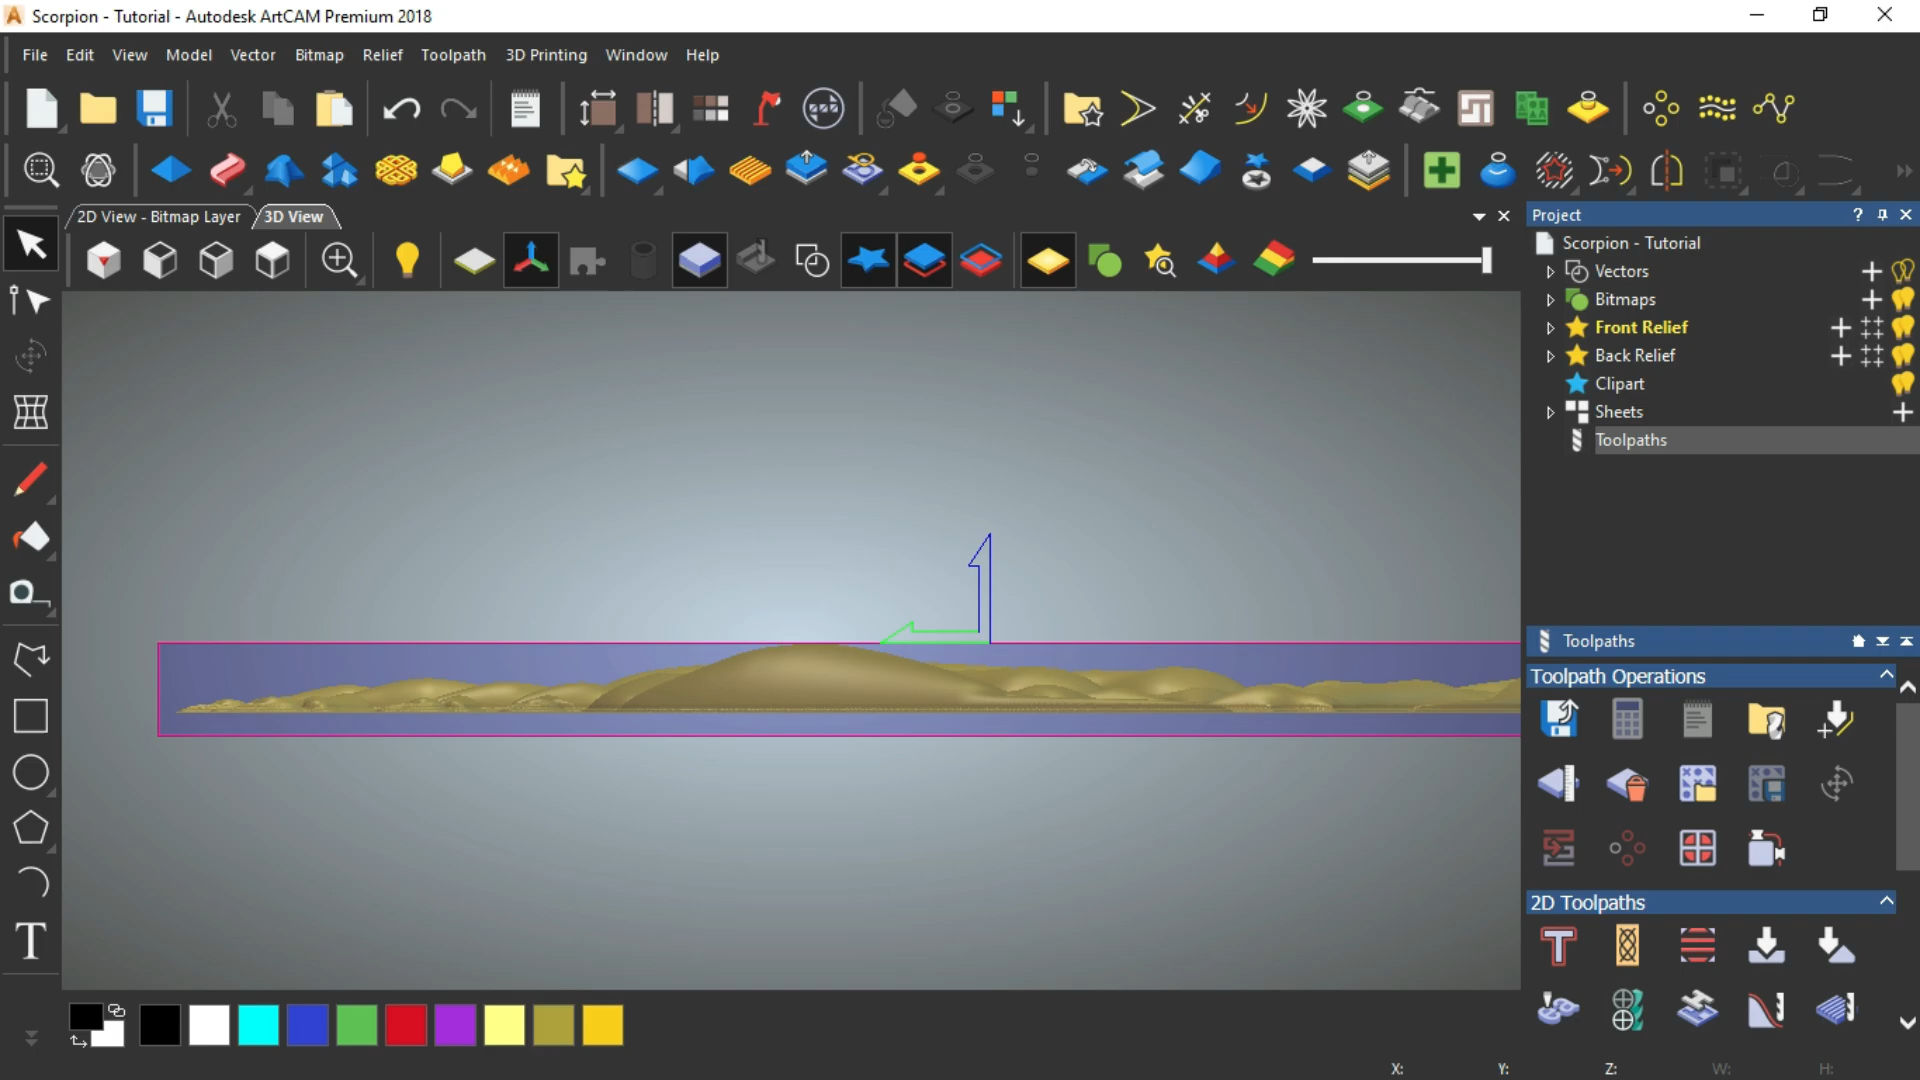 Scorpion - Tutorial - Autodesk ArtCAM Premium 2018
File Edit View Model Vector Bitmap Relief Toolpath 3D Printing Window Help
2D View - Bitmap Layer 3D View
Project
Scorpion - Tutorial
Vectors
Bitmaps
Front Relief
Back Relief
Clipart
Sheets
Toolpaths
Toolpaths
Toolpath Operations
2D Toolpaths
X: Y: Z: W: H: